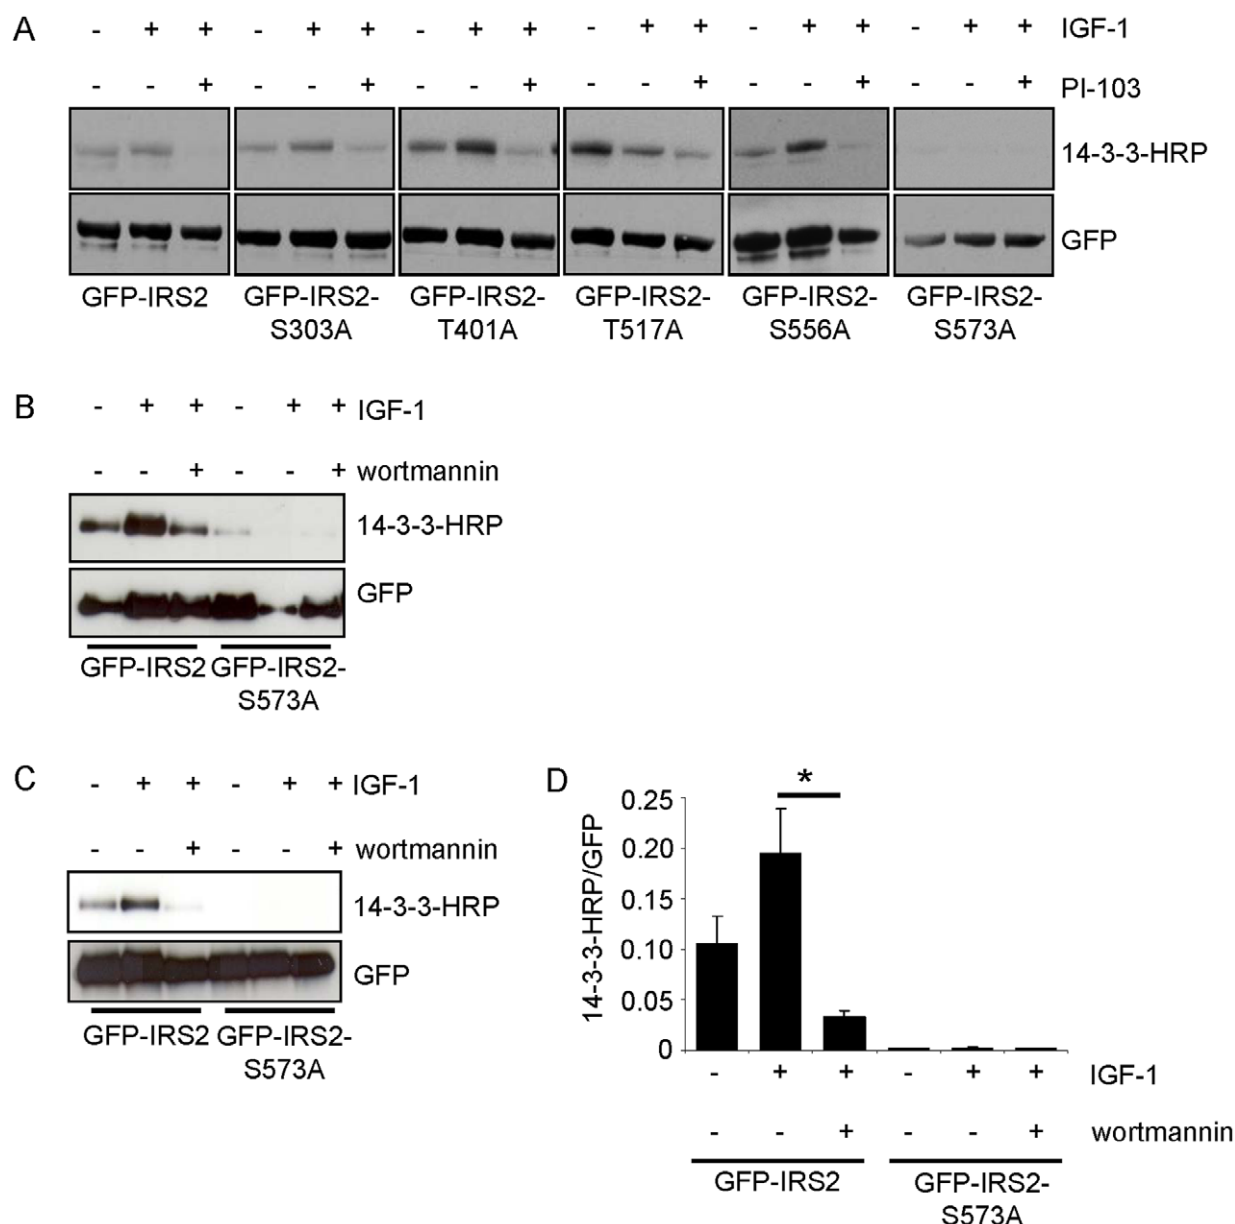 A
- + + - + + - + + - + + - + + - + + IGF-1
- - + - - + - - + - - + - - + - - + PI-103
14-3-3-HRP
GFP
GFP-IRS2 GFP-IRS2- GFP-IRS2- GFP-IRS2- GFP-IRS2- GFP-IRS2-
S303A T401A T517A S556A S573A
B
- + + - + + IGF-1
- - + - - + wortmannin
14-3-3-HRP
GFP
GFP-IRS2 GFP-IRS2-
S573A
C
- + + - + + IGF-1
- - + - - + wortmannin
14-3-3-HRP
GFP
GFP-IRS2 GFP-IRS2-
S573A
D
*
14-3-3-HRP/GFP
0.25
0.20
0.15
0.10
0.05
0
- + + - + + IGF-1
- - + - - + wortmannin
GFP-IRS2 GFP-IRS2-
S573A